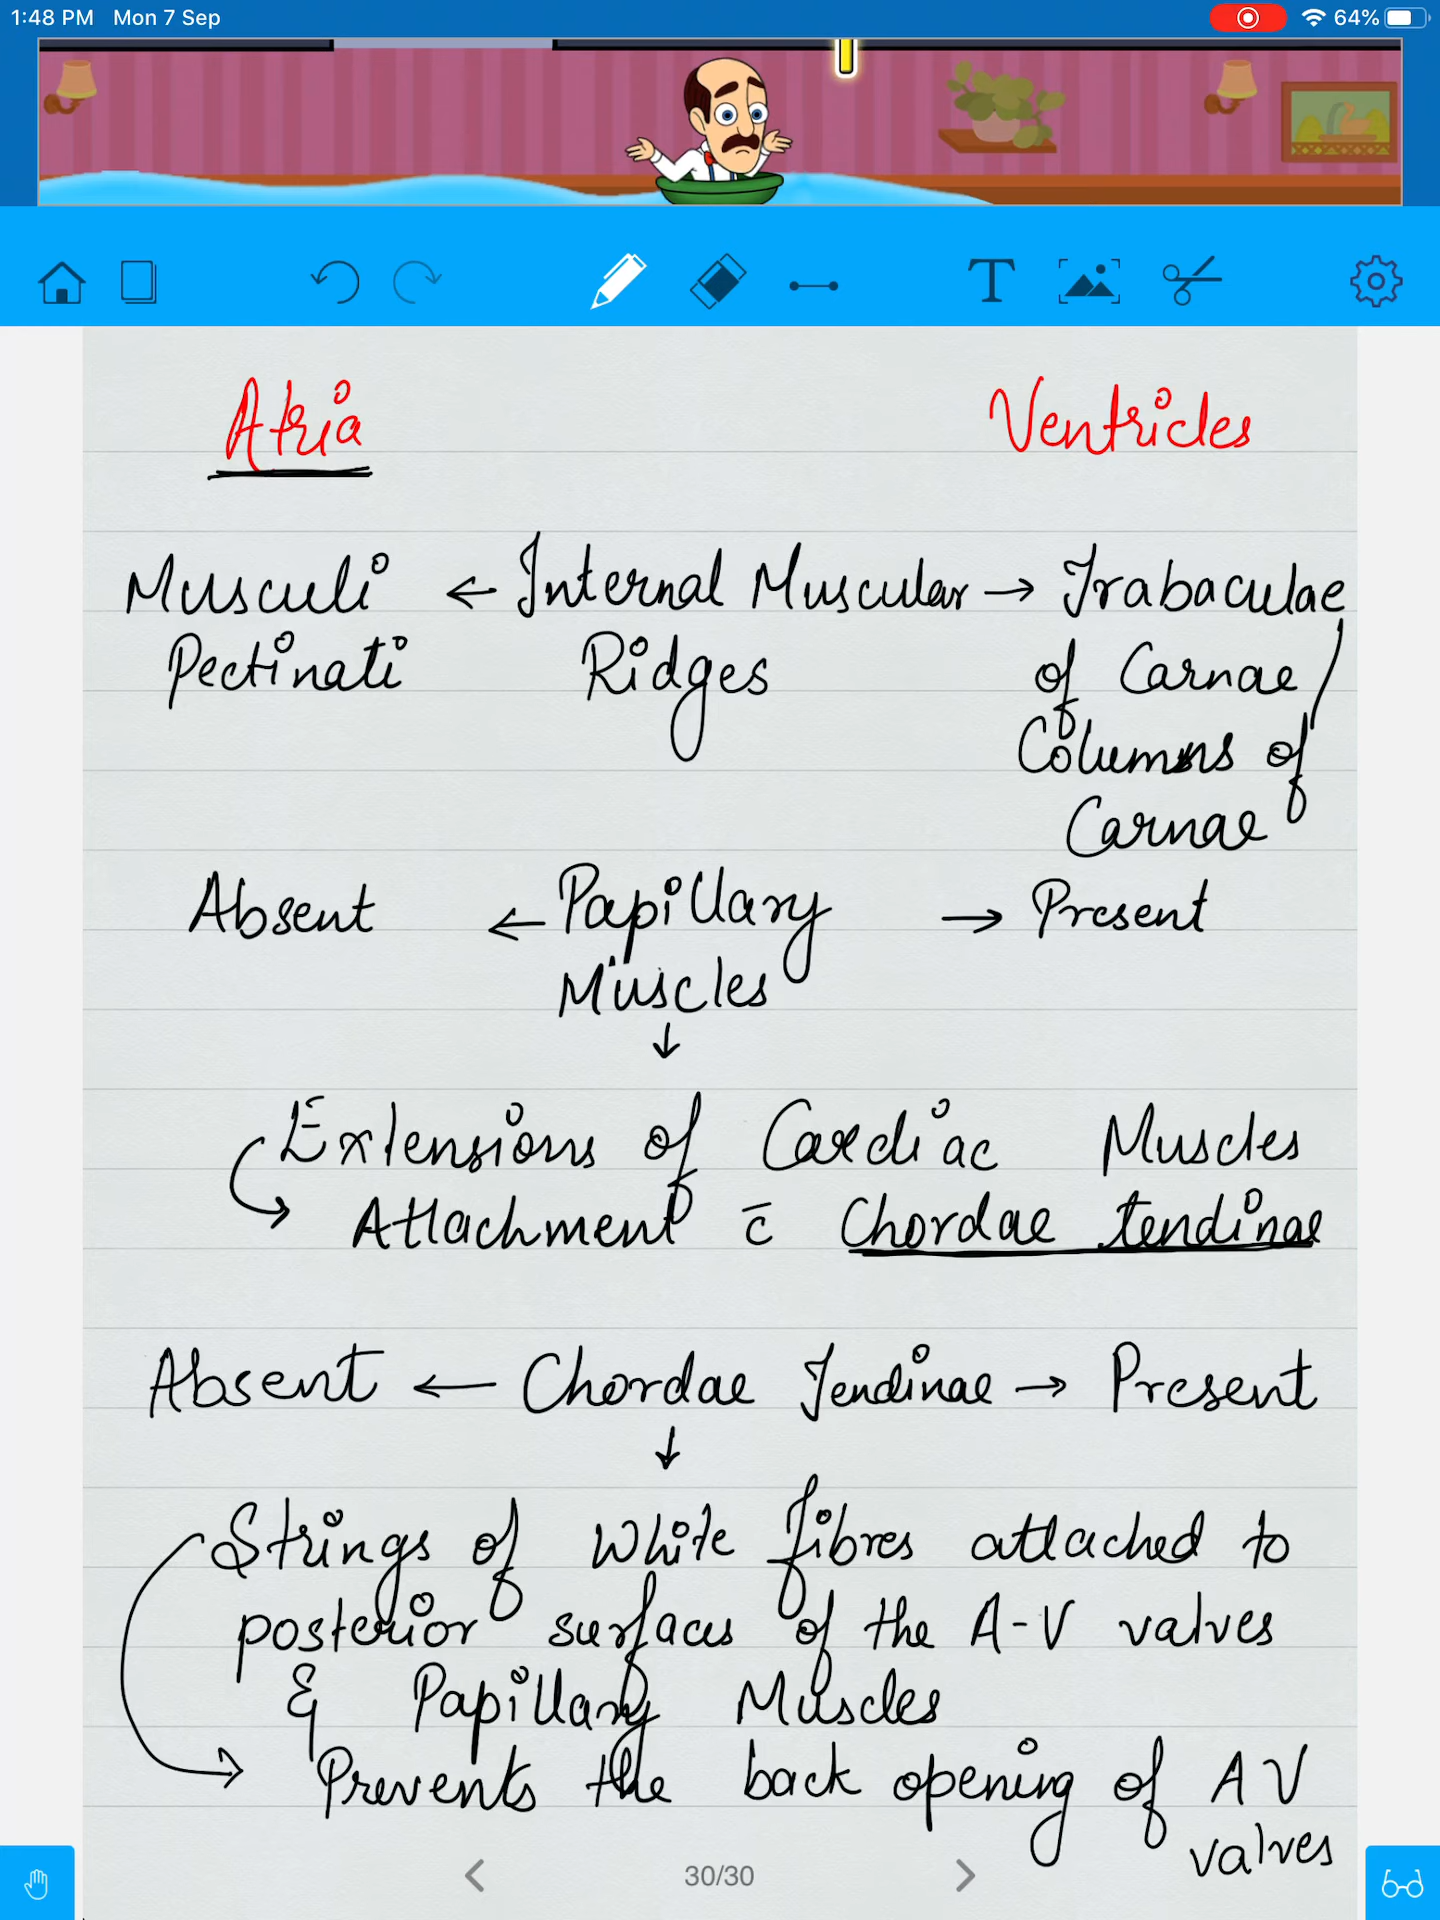 1:48 PM Mon 7 Sep 64%
T
Atria Ventricles
Musculi ← Internal Muscular → Trabaculae
Pectinati Ridges of Carnae /
Columns of
Carnae
Absent ← Papillary → Present
Muscles
↓
Extensions of Cardiac Muscles
→ Attachment c̄ Chordae tendinae
Absent ← Chordae Tendinae → Present
↓
Strings of White fibres attached to
posterior surfaces of the A-V valves
& Papillary Muscles
→ Prevents the back opening of A V
valves
30/30